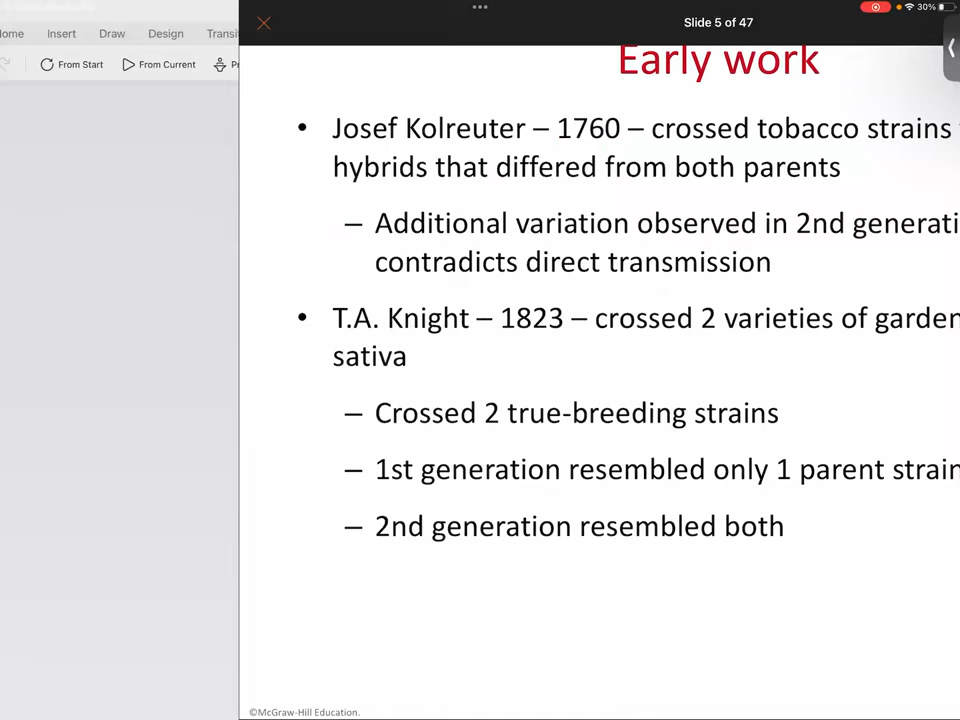 Slide 5 of 47
30%
Insert Draw Design
From Start From Current
Early work
• Josef Kolreuter – 1760 – crossed tobacco strains
hybrids that differed from both parents
– Additional variation observed in 2nd generati
contradicts direct transmission
• T.A. Knight – 1823 – crossed 2 varieties of garden
sativa
– Crossed 2 true-breeding strains
– 1st generation resembled only 1 parent strain
– 2nd generation resembled both
©McGraw-Hill Education.